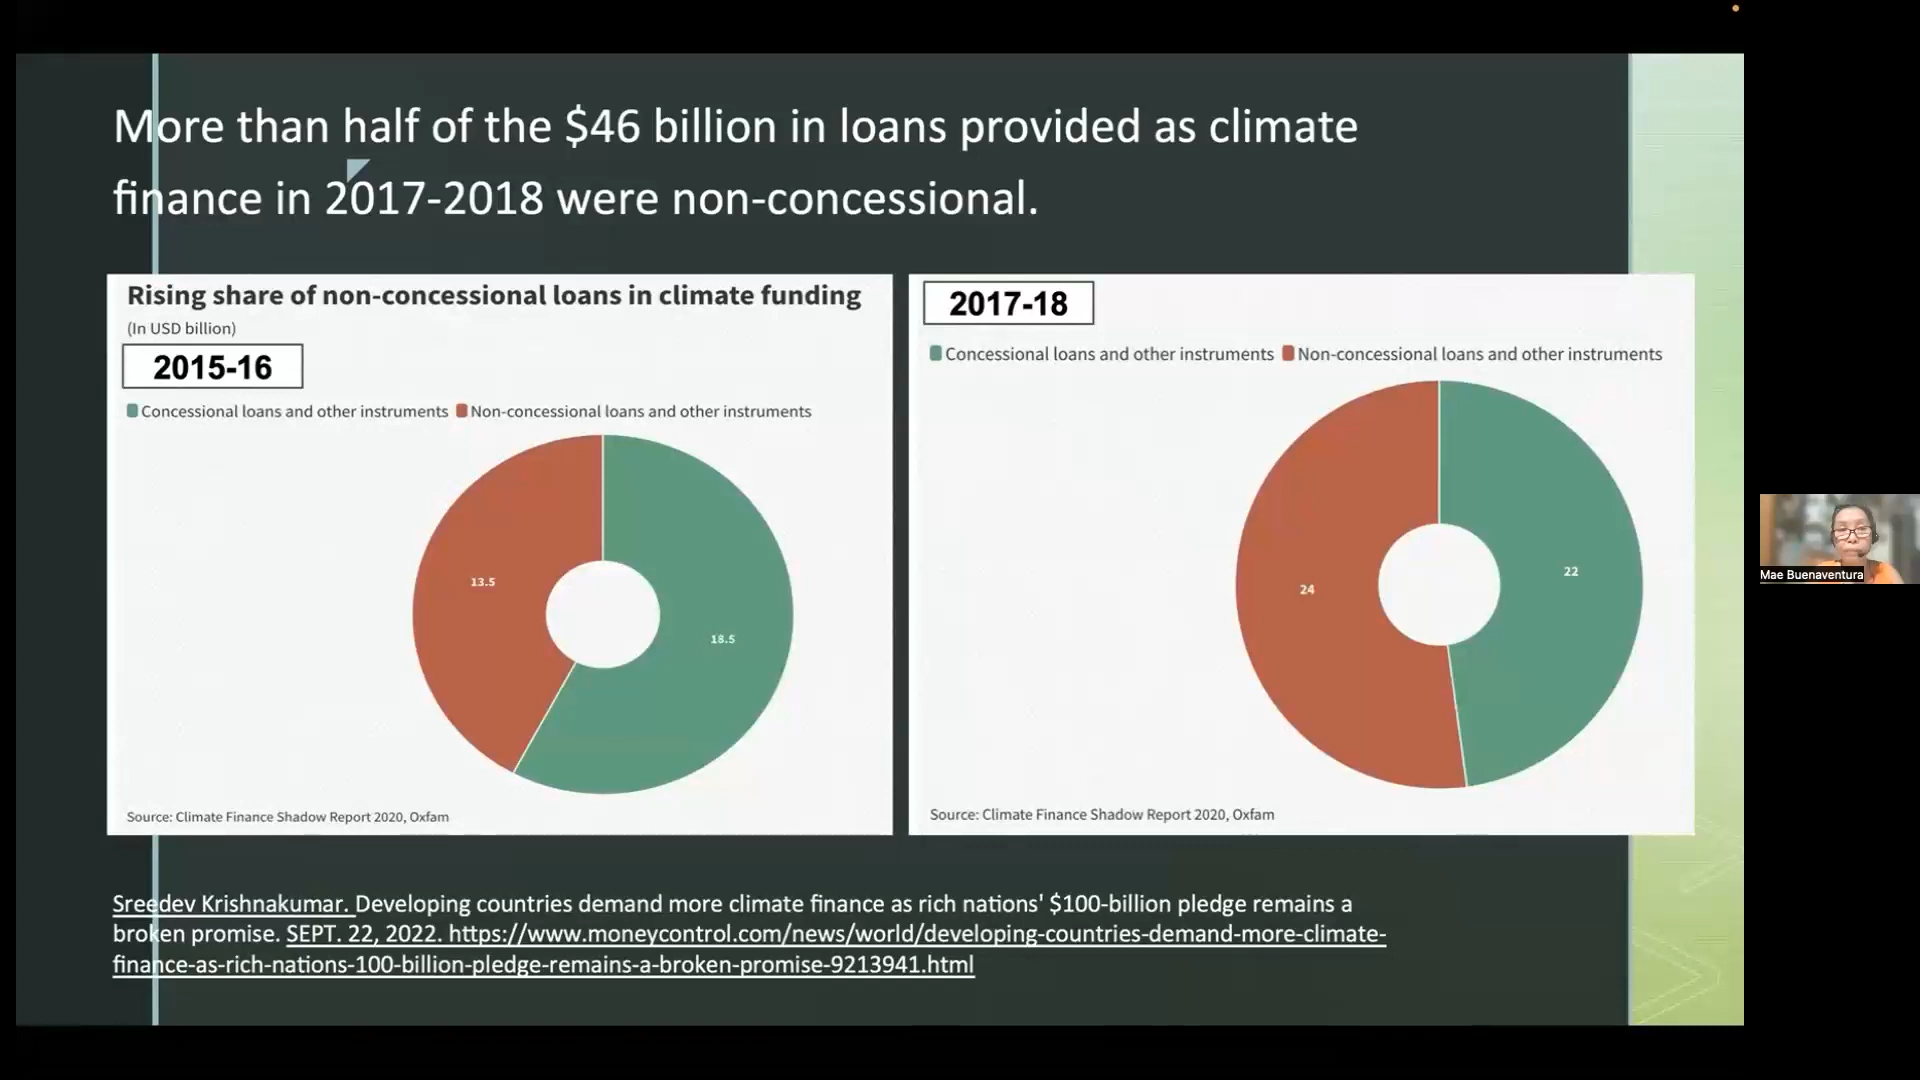 More than half of the $46 billion in loans provided as climate
finance in 2017-2018 were non-concessional.
Rising share of non-concessional loans in climate funding
(In USD billion)
2015-16
Concessional loans and other instruments Non-concessional loans and other instruments
13.5
18.5
Source: Climate Finance Shadow Report 2020, Oxfam
2017-18
Concessional loans and other instruments Non-concessional loans and other instruments
24
22
Source: Climate Finance Shadow Report 2020, Oxfam
Sreedev Krishnakumar. Developing countries demand more climate finance as rich nations' $100-billion pledge remains a
broken promise. SEPT. 22, 2022. https://www.moneycontrol.com/news/world/developing-countries-demand-more-climate-
finance-as-rich-nations-100-billion-pledge-remains-a-broken-promise-9213941.html
Mae Buenaventura